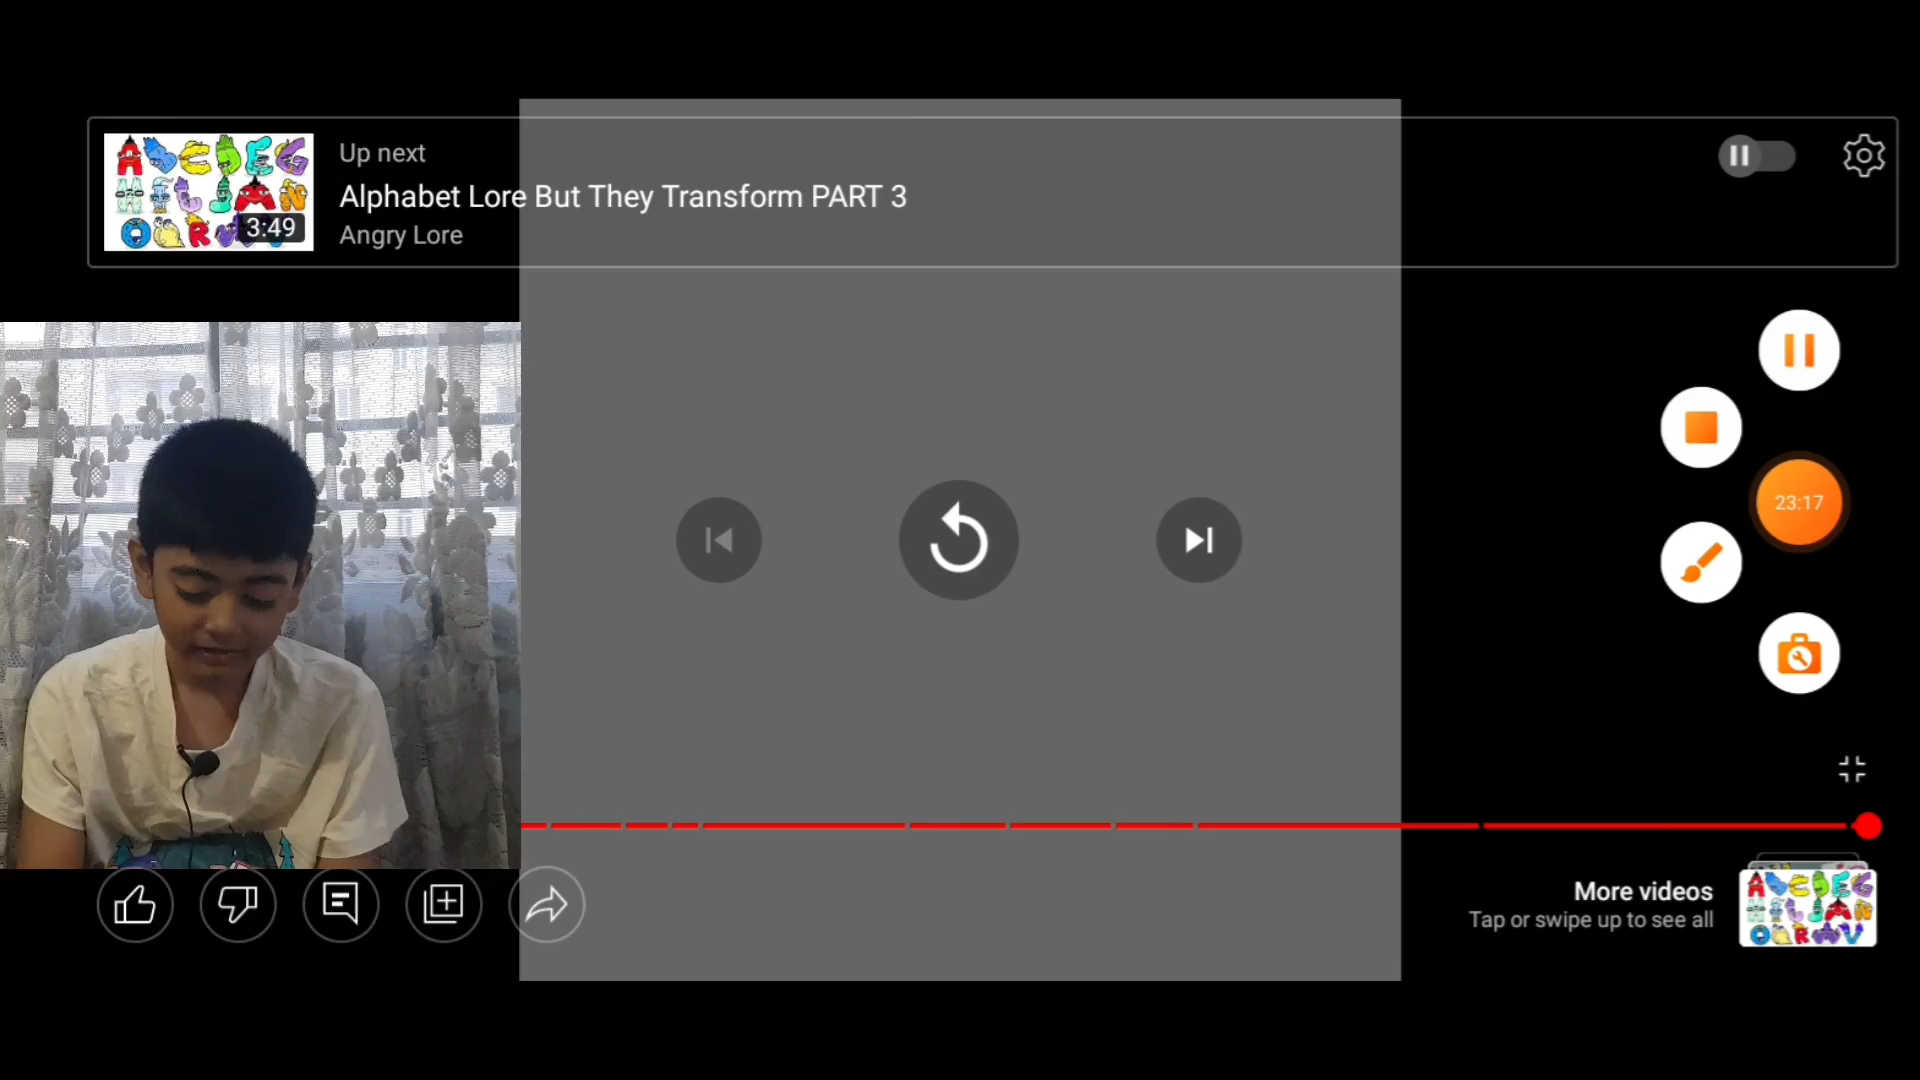 Up next
Alphabet Lore But They Transform PART 3
Angry Lore
3:49
23:17
More videos
Tap or swipe up to see all